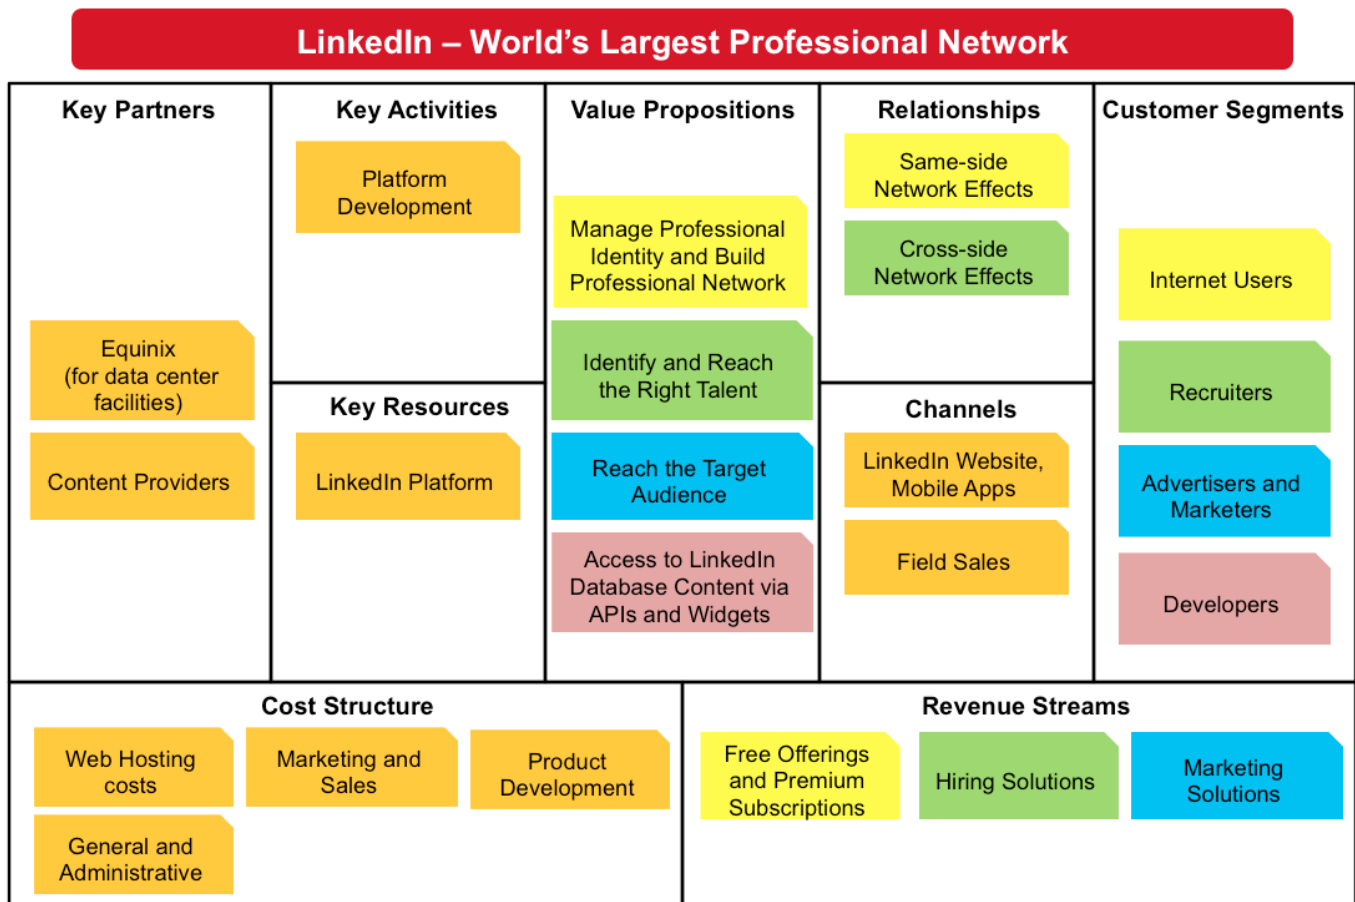 LinkedIn – World’s Largest Professional Network
Key Partners
Equinix
(for data center
facilities)
Content Providers
Key Activities
Platform
Development
Key Resources
LinkedIn Platform
Value Propositions
Manage Professional
Identity and Build
Professional Network
Identify and Reach
the Right Talent
Reach the Target
Audience
Access to LinkedIn
Database Content via
APIs and Widgets
Relationships
Same-side
Network Effects
Cross-side
Network Effects
Channels
LinkedIn Website,
Mobile Apps
Field Sales
Customer Segments
Internet Users
Recruiters
Advertisers and
Marketers
Developers
Cost Structure
Web Hosting
costs
Marketing and
Sales
Product
Development
General and
Administrative
Revenue Streams
Free Offerings
and Premium
Subscriptions
Hiring Solutions
Marketing
Solutions